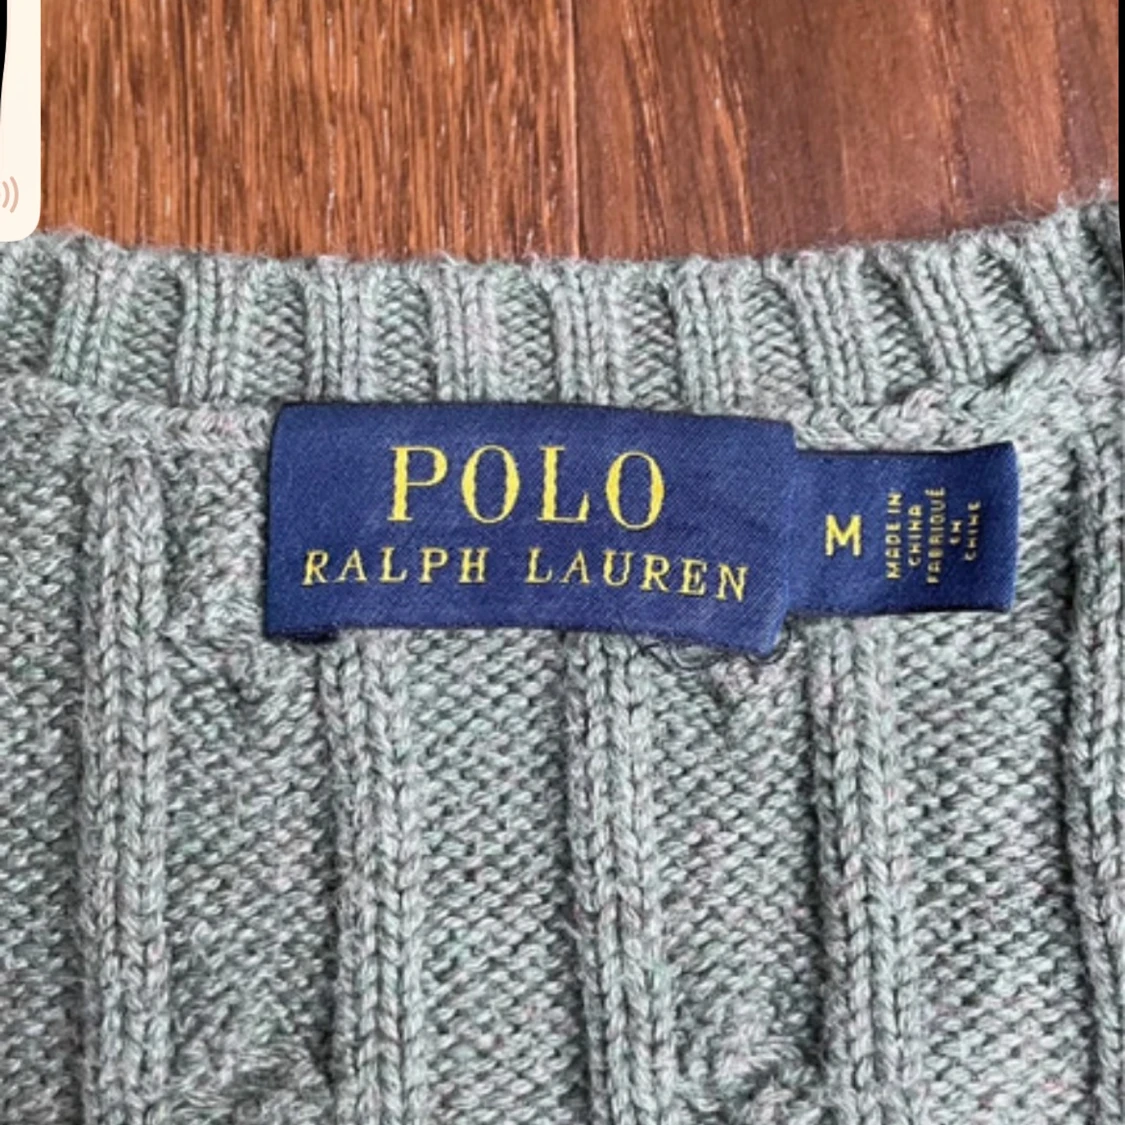 POLO
RALPH LAUREN
M
MADE IN
CHINA
FABRIQUÉ
EN
CHINE